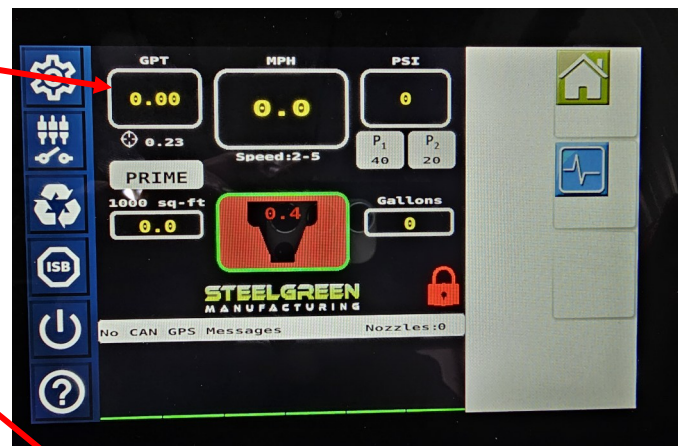 GPT MPH PSI
0.00 0.0 0
0.23 Speed:2-5 P1 40 P2 20
PRIME
1000 sq-ft 0.4 Gallons
0.0 0
ISB
STEELGREEN
MANUFACTURING
No CAN GPS Messages Nozzles:0
?